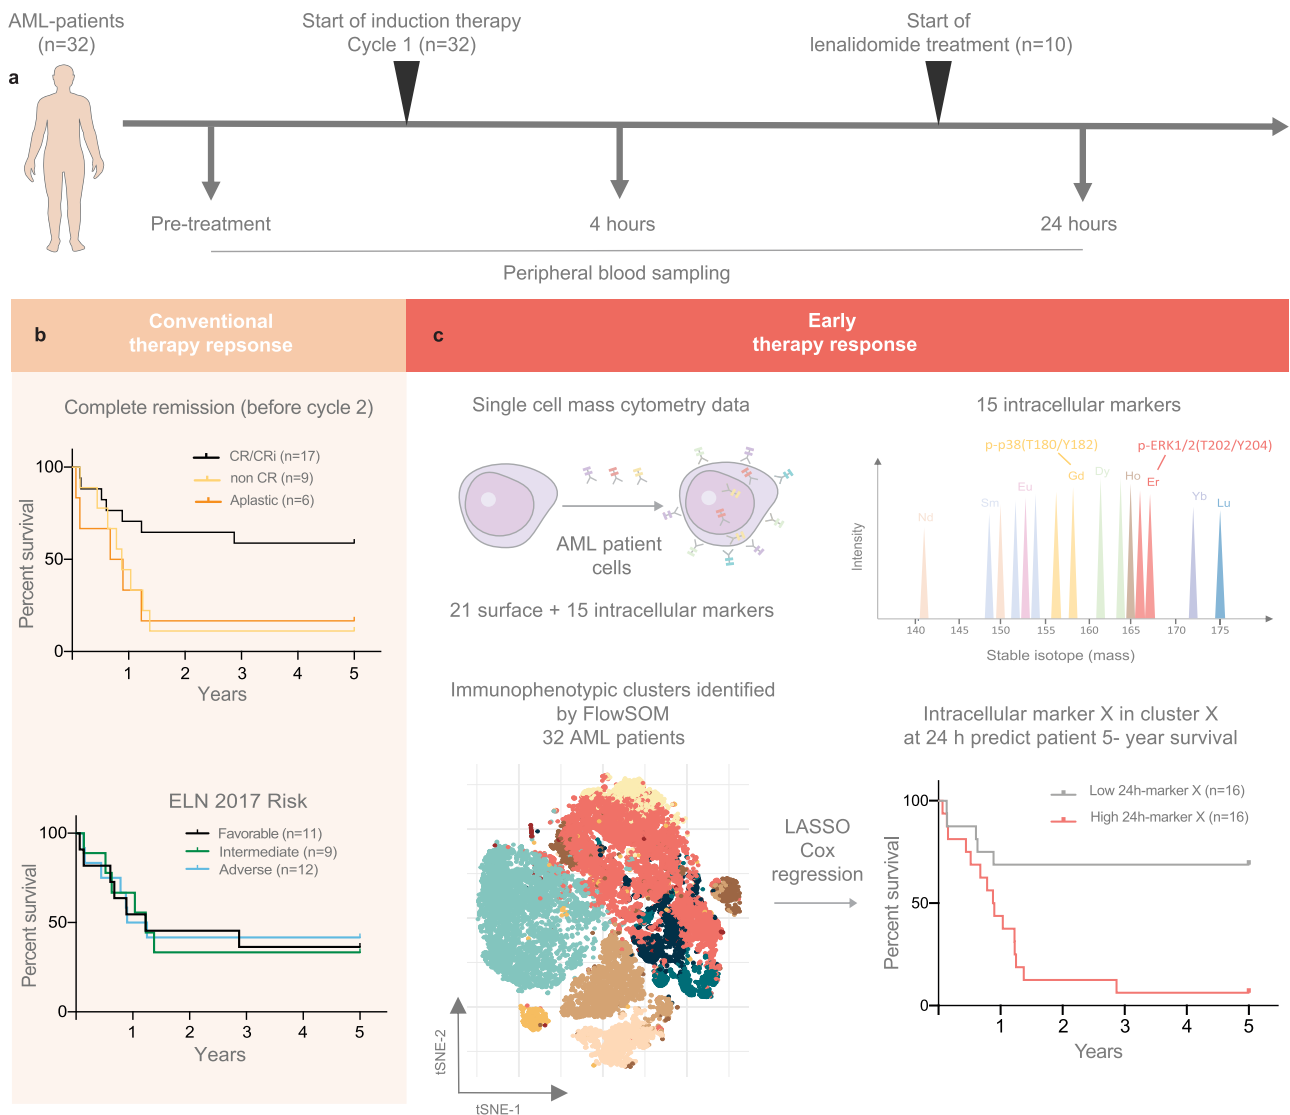 AML-patients
(n=32)
Start of induction therapy
Cycle 1 (n=32)
Start of
lenalidomide treatment (n=10)
a
Pre-treatment
4 hours
24 hours
Peripheral blood sampling
b
Conventional
therapy repsonse
c
Early
therapy response
Complete remission (before cycle 2)
CR/CRi (n=17)
non CR (n=9)
Aplastic (n=6)
Percent survival
100
50
0
1
2
3
4
5
Years
ELN 2017 Risk
Favorable (n=11)
Intermediate (n=9)
Adverse (n=12)
Percent survival
100
50
0
1
2
3
4
5
Years
Single cell mass cytometry data
AML patient
cells
21 surface + 15 intracellular markers
15 intracellular markers
p-p38(T180/Y182)
p-ERK1/2(T202/Y204)
Nd
Sm
Eu
Gd
Dy
Ho
Er
Yb
Lu
Intensity
140
145
150
155
160
165
170
175
Stable isotope (mass)
Immunophenotypic clusters identified
by FlowSOM
32 AML patients
tSNE-2
tSNE-1
LASSO
Cox
regression
Intracellular marker X in cluster X
at 24 h predict patient 5- year survival
Low 24h-marker X (n=16)
High 24h-marker X (n=16)
Percent survival
100
50
0
1
2
3
4
5
Years